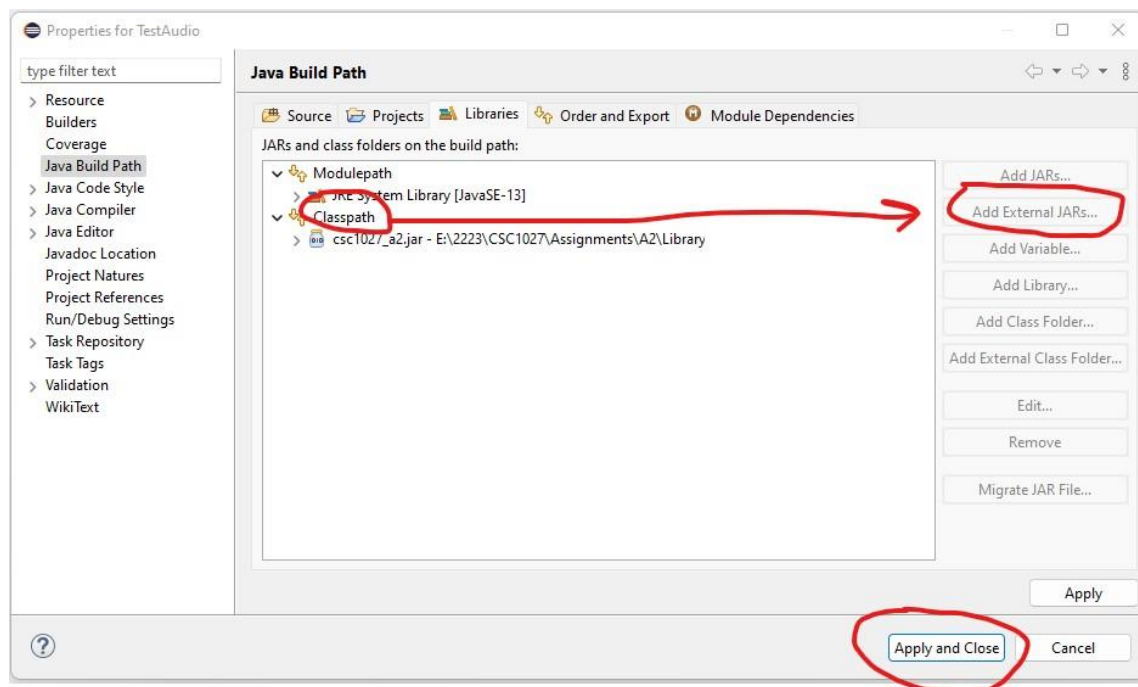 Properties for TestAudio
type filter text
Resource
Builders
Coverage
Java Build Path
Java Code Style
Java Compiler
Java Editor
Javadoc Location
Project Natures
Project References
Run/Debug Settings
Task Repository
Task Tags
Validation
WikiText
Java Build Path
Source Projects Libraries Order and Export Module Dependencies
JARs and class folders on the build path:
Modulepath
JRE System Library [JavaSE-13]
Classpath
csc1027_a2.jar - E:\2223\CSC1027\Assignments\A2\Library
Add JARs...
Add External JARs...
Add Variable...
Add Library...
Add Class Folder...
Add External Class Folder...
Edit...
Remove
Migrate JAR File...
Apply
Apply and Close Cancel